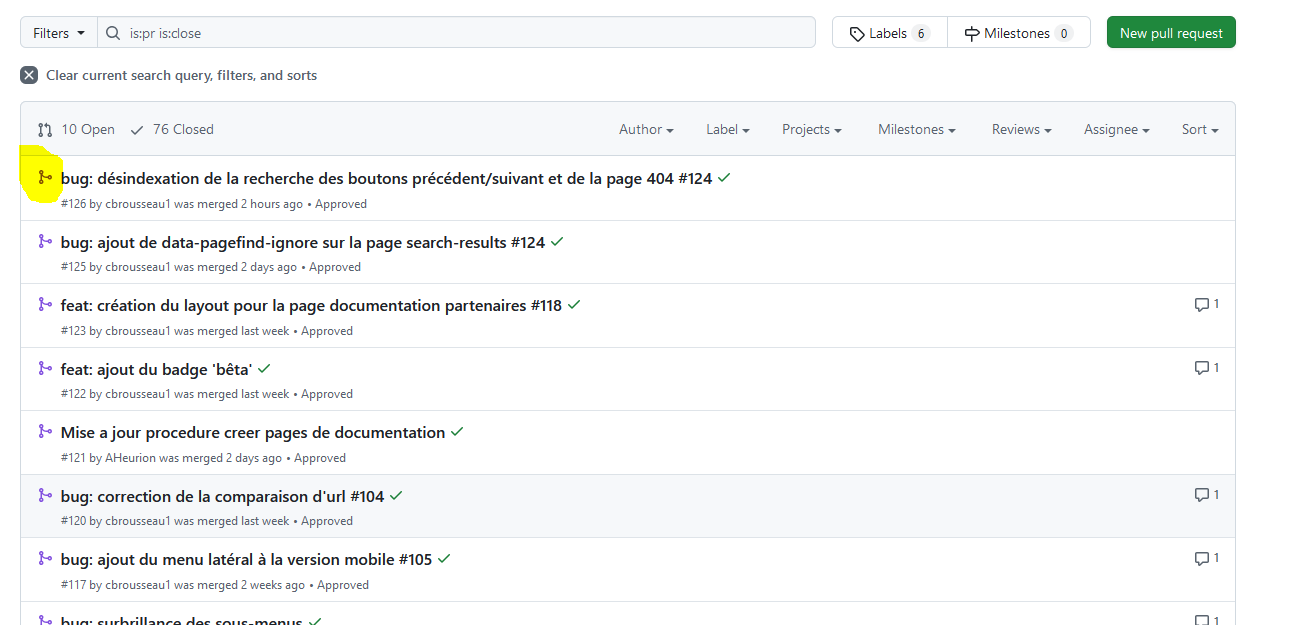 Filters is:pr is:close Labels 6 Milestones 0 New pull request
Clear current search query, filters, and sorts
10 Open 76 Closed Author Label Projects Milestones Reviews Assignee Sort
bug: désindexation de la recherche des boutons précédent/suivant et de la page 404 #124
#126 by cbrousseau1 was merged 2 hours ago • Approved
bug: ajout de data-pagefind-ignore sur la page search-results #124
#125 by cbrousseau1 was merged 2 days ago • Approved
feat: création du layout pour la page documentation partenaires #118 1
#123 by cbrousseau1 was merged last week • Approved
feat: ajout du badge 'bêta' 1
#122 by cbrousseau1 was merged last week • Approved
Mise a jour procedure creer pages de documentation
#121 by AHeurion was merged 2 days ago • Approved
bug: correction de la comparaison d'url #104 1
#120 by cbrousseau1 was merged last week • Approved
bug: ajout du menu latéral à la version mobile #105 1
#117 by cbrousseau1 was merged 2 weeks ago • Approved
bug: surbrillance des sous-menus 1